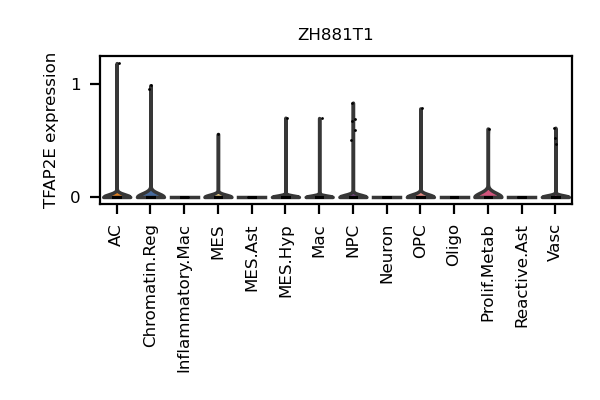 ZH881T1
TFAP2E expression
1
0
AC
Chromatin.Reg
Inflammatory.Mac
MES
MES.Ast
MES.Hyp
Mac
NPC
Neuron
OPC
Oligo
Prolif.Metab
Reactive.Ast
Vasc